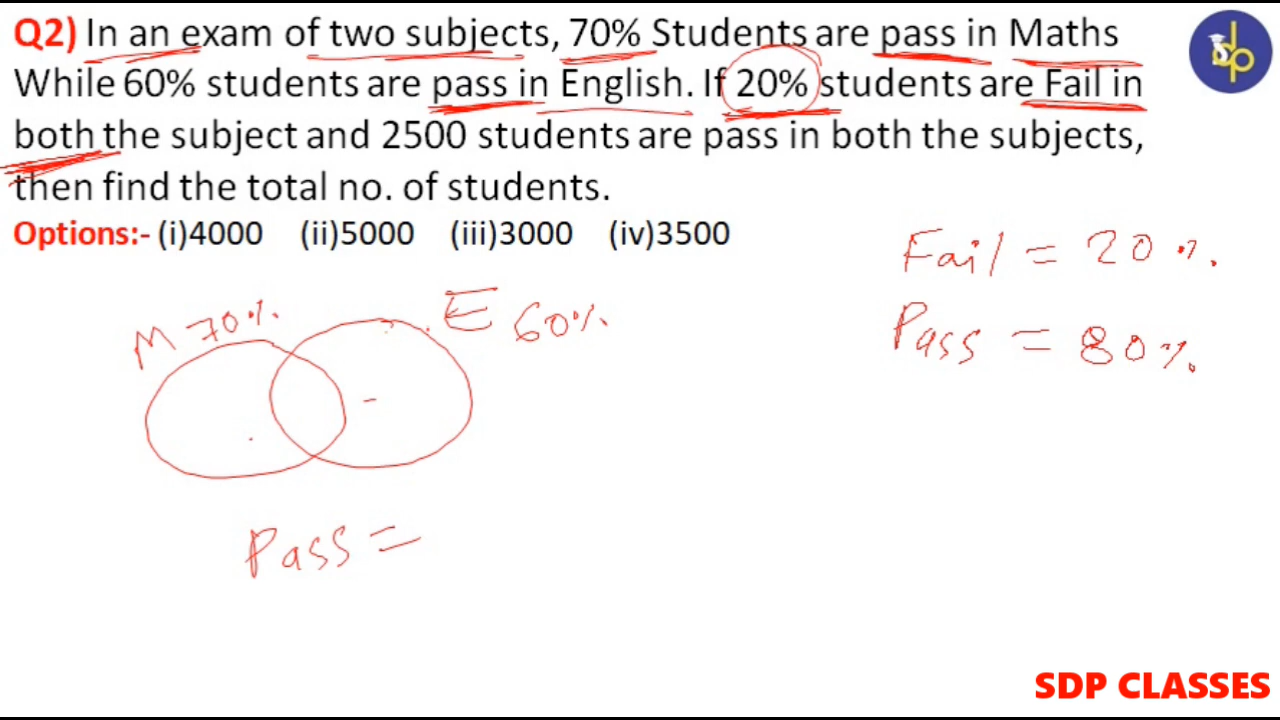 Q2) In an exam of two subjects, 70% Students are pass in Maths
While 60% students are pass in English. If 20% students are Fail in
both the subject and 2500 students are pass in both the subjects,
then find the total no. of students.
Options:- (i)4000 (ii)5000 (iii)3000 (iv)3500
Fail = 20%.
Pass = 80%.
M 70%. E 60%.
Pass =
dp
SDP CLASSES